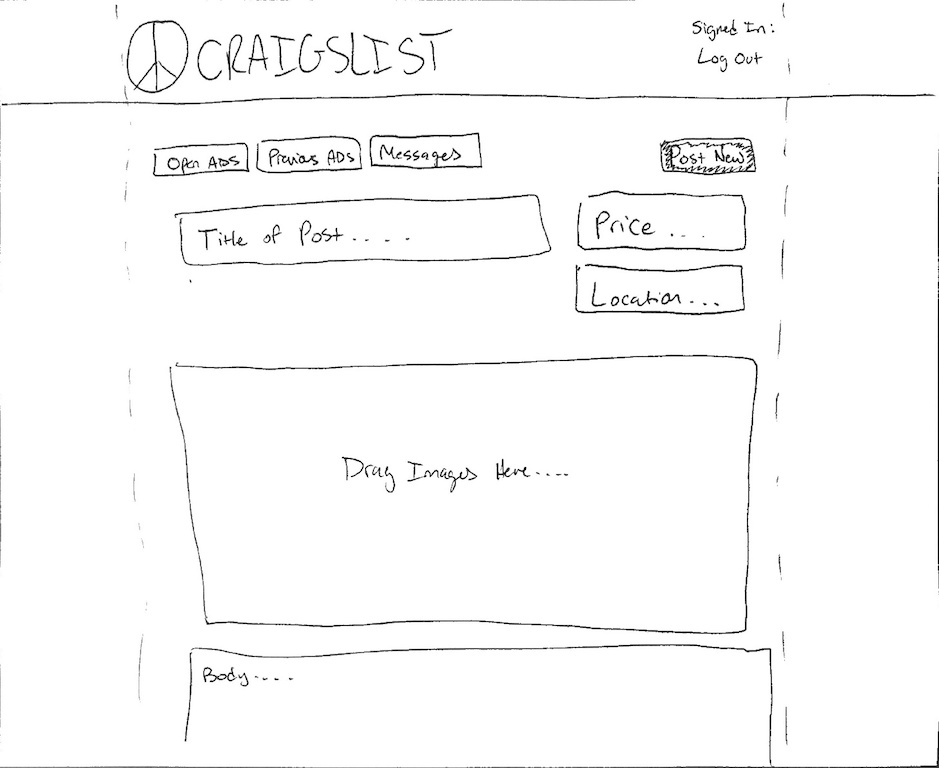 CRAIGSLIST
Signed In:
Log Out
Open ADS
Previous ADs
Messages
Post New
Title of Post....
Price ...
Location...
Drag Images Here....
Body....